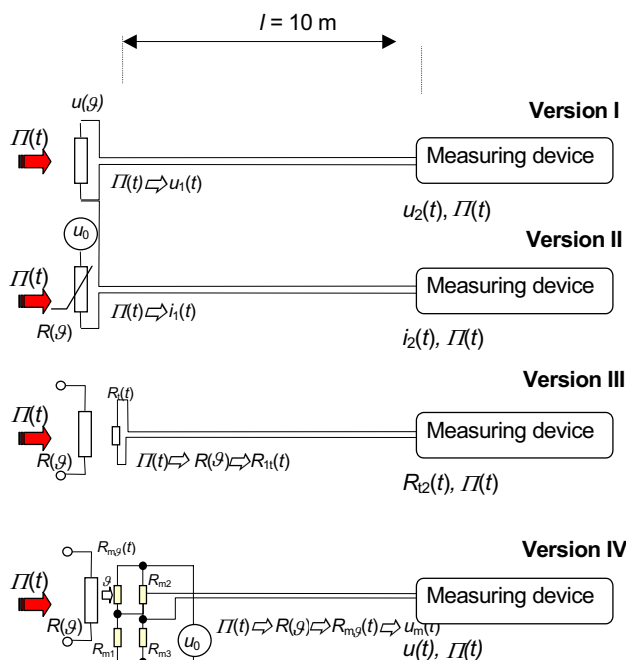 l = 10 m
u(ϑ)
Version I
Π(t)
Measuring device
Π(t)⇨u1(t)
u2(t), Π(t)
u0
Version II
Π(t)
Measuring device
Π(t)⇨i1(t)
R(ϑ)
i2(t), Π(t)
Version III
Rt(t)
Π(t)
Measuring device
R(ϑ)
Π(t)⇨ R(ϑ)⇨R1t(t)
Rt2(t), Π(t)
Version IV
Rmϑ(t)
ϑ
Rm2
Π(t)
Measuring device
R(ϑ)
Rm1
Rm3
u0
Π(t)⇨R(ϑ)⇨Rmϑ(t)⇨um(t)
u(t), Π(t)